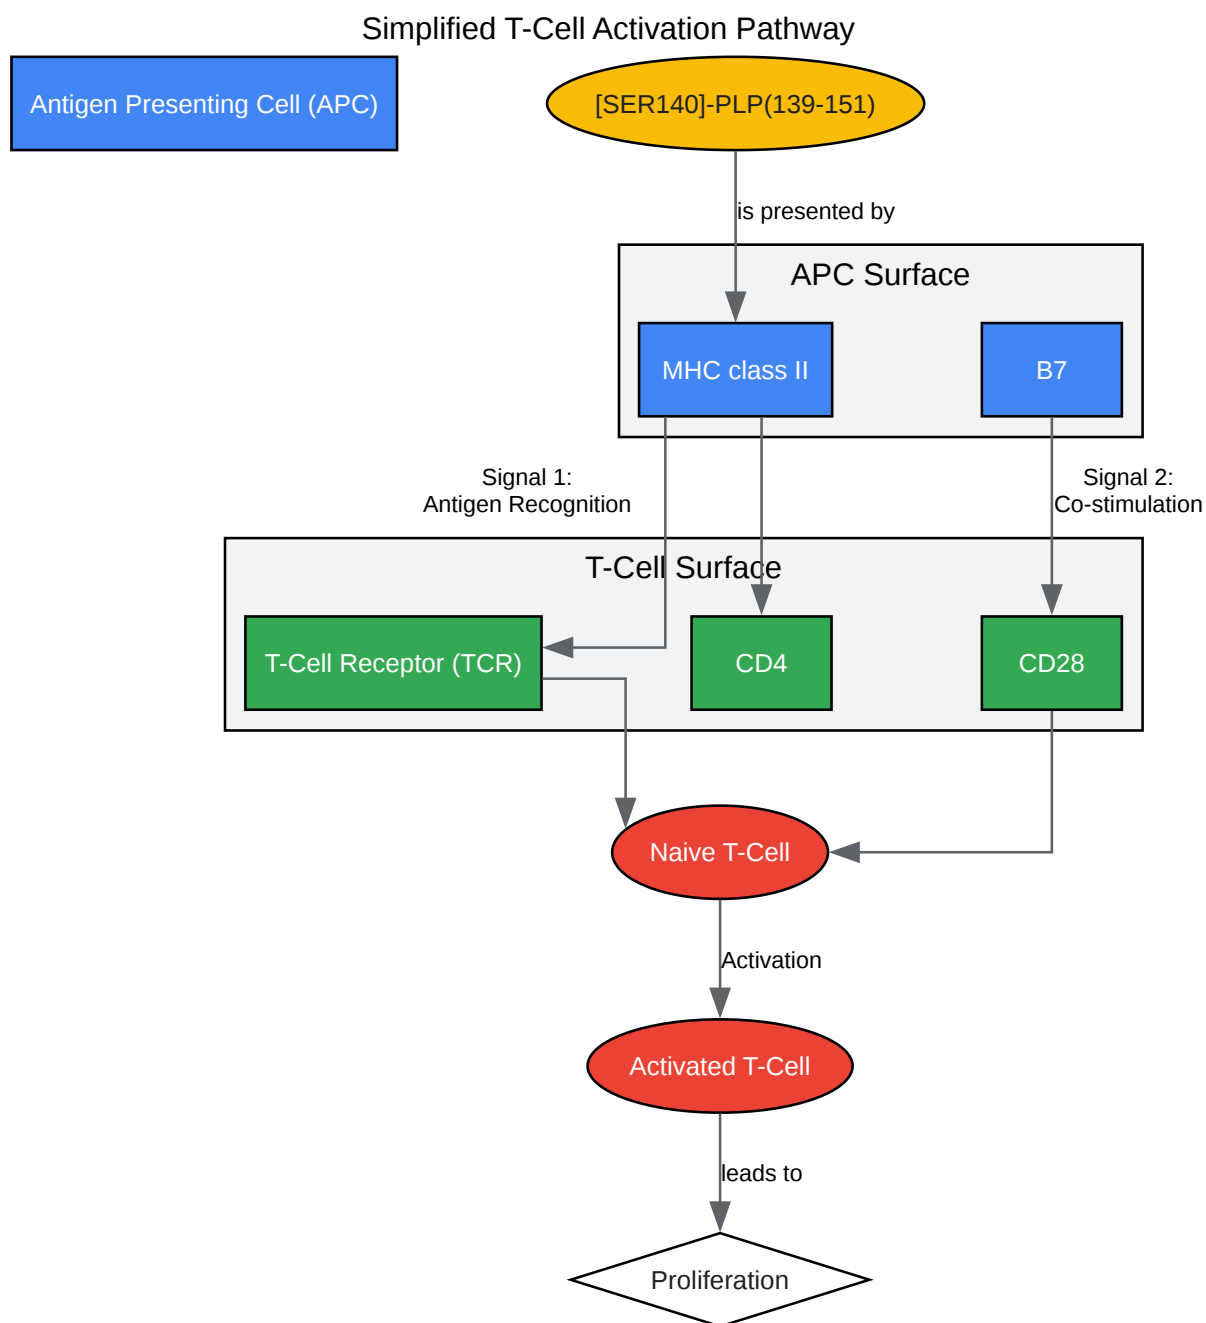 Simplified T-Cell Activation Pathway
Antigen Presenting Cell (APC)
[SER140]-PLP(139-151)
is presented by
APC Surface
MHC class II
B7
Signal 1:
Antigen Recognition
Signal 2:
Co-stimulation
T-Cell Surface
T-Cell Receptor (TCR)
CD4
CD28
Naive T-Cell
Activation
Activated T-Cell
leads to
Proliferation